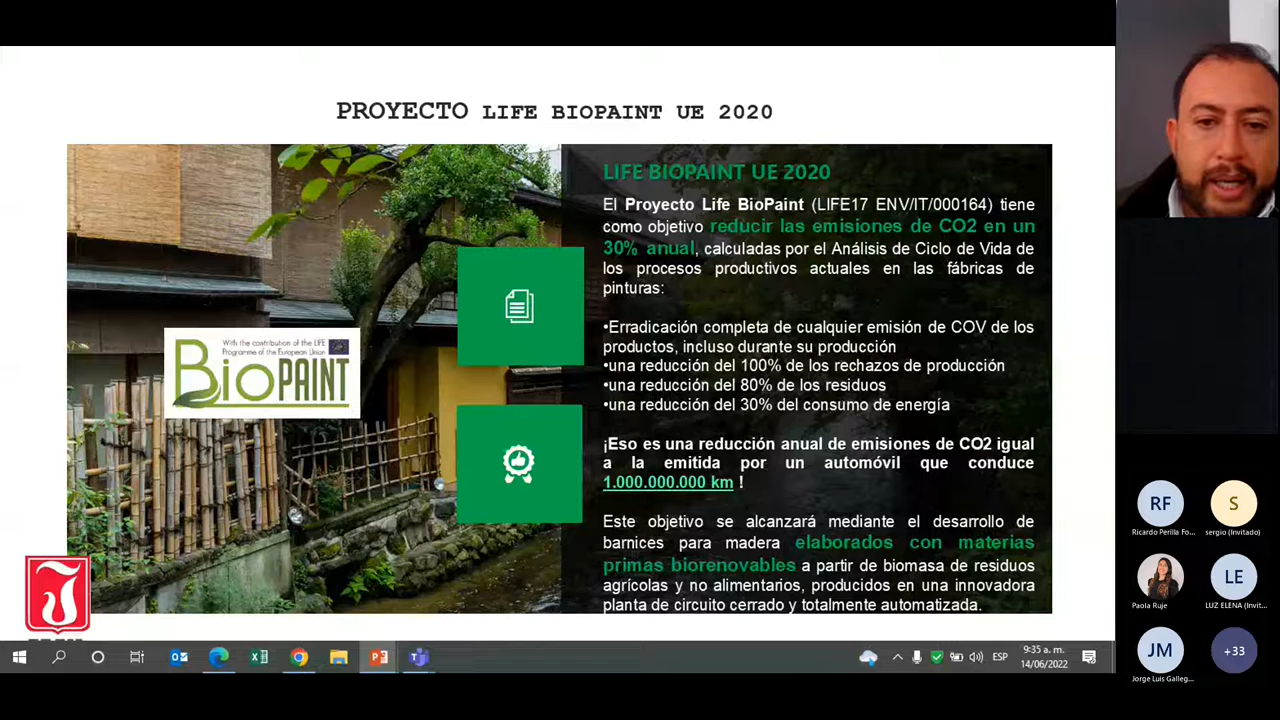 PROYECTO LIFE BIOPAINT UE 2020
LIFE BIOPAINT UE 2020
El Proyecto Life BioPaint (LIFE17 ENV/IT/000164) tiene
como objetivo reducir las emisiones de CO2 en un
30% anual, calculadas por el Análisis de Ciclo de Vida de
los procesos productivos actuales en las fábricas de
pinturas:
•Erradicación completa de cualquier emisión de COV de los
productos, incluso durante su producción
•una reducción del 100% de los rechazos de producción
•una reducción del 80% de los residuos
•una reducción del 30% del consumo de energía
¡Eso es una reducción anual de emisiones de CO2 igual
a la emitida por un automóvil que conduce
1.000.000.000 km !
Este objetivo se alcanzará mediante el desarrollo de
barnices para madera elaborados con materias
primas biorenovables a partir de biomasa de residuos
agrícolas y no alimentarios, producidos en una innovadora
planta de circuito cerrado y totalmente automatizada.
With the contribution of the LIFE
Programme of the European Union
BioPAINT
RF
S
Ricardo Perilla Fo...
sergio (Invitado)
LE
Paola Ruje
LUZ ELENA (Invit...
JM
+33
Jorge Luis Galleg...
ESP
9:35 a. m.
14/06/2022